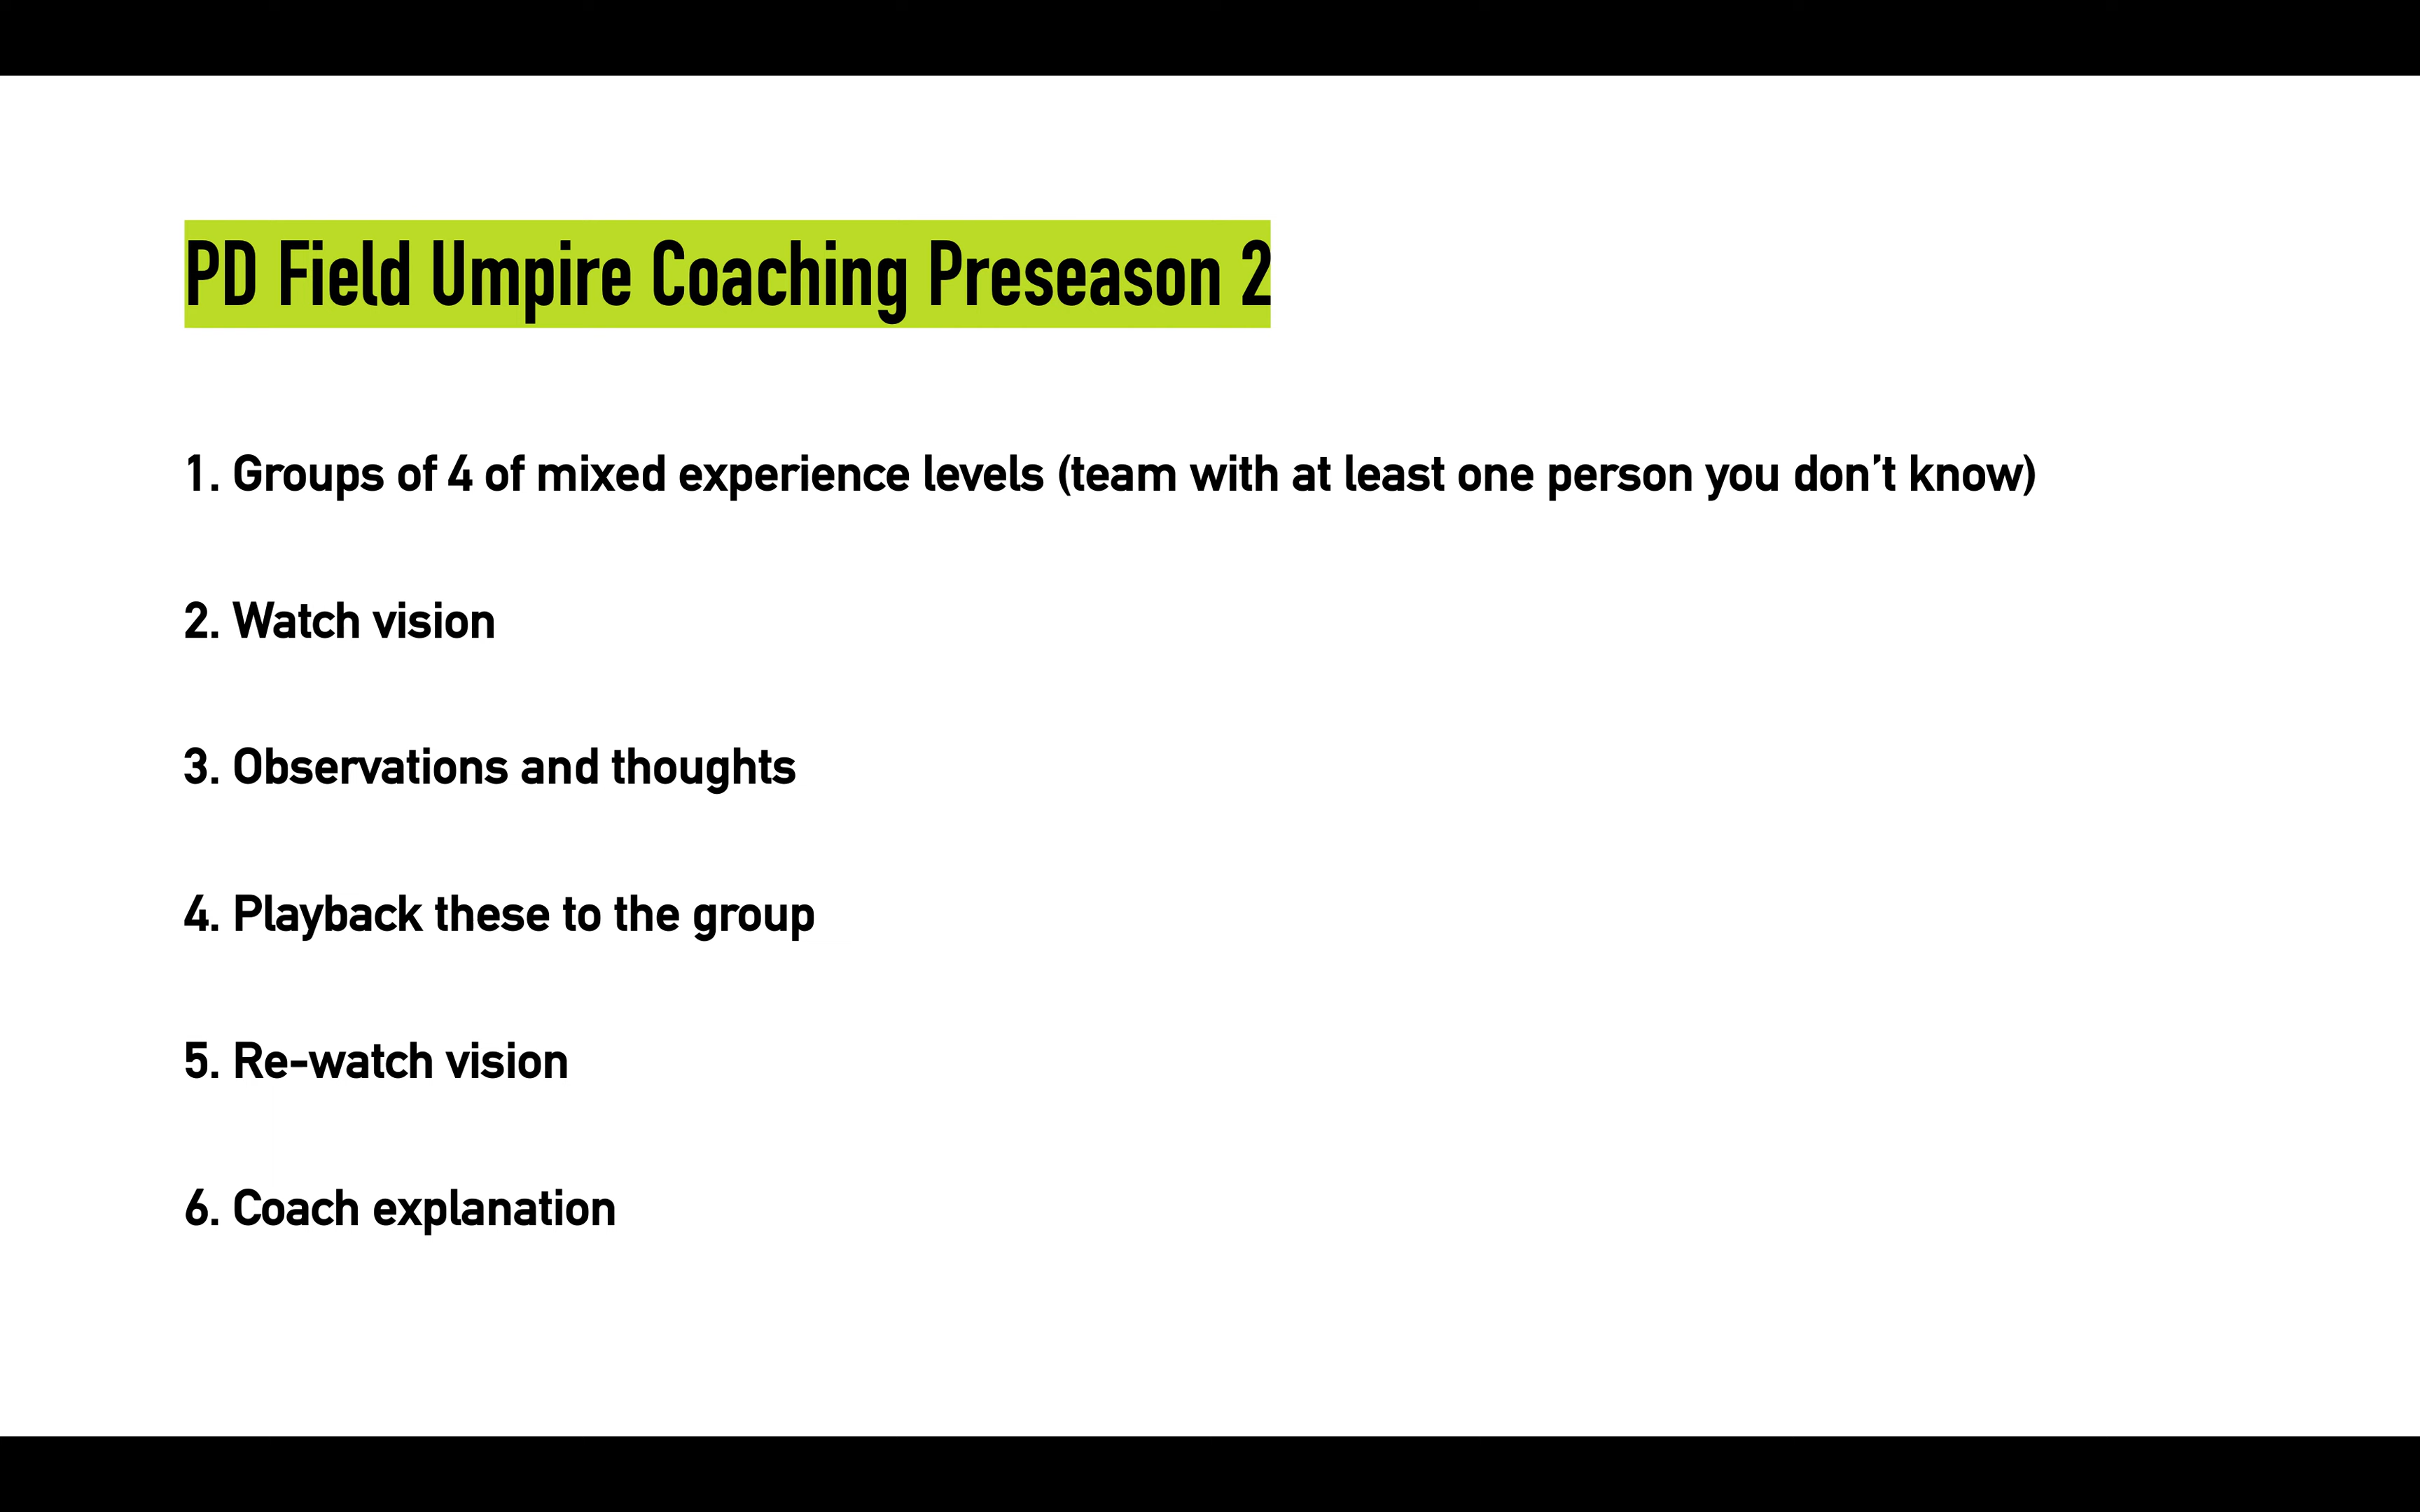 PD Field Umpire Coaching Preseason 2
1. Groups of 4 of mixed experience levels (team with at least one person you don’t know)
2. Watch vision
3. Observations and thoughts
4. Playback these to the group
5. Re-watch vision
6. Coach explanation